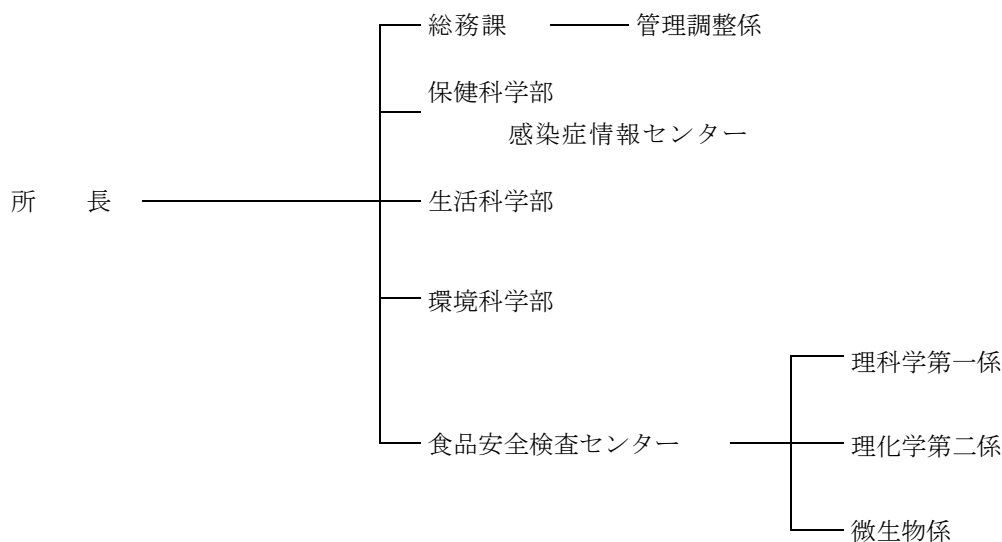 総務課 管理調整係
保健科学部
感染症情報センター
所 長
生活科学部
環境科学部
理科学第一係
食品安全検査センター
理化学第二係
微生物係